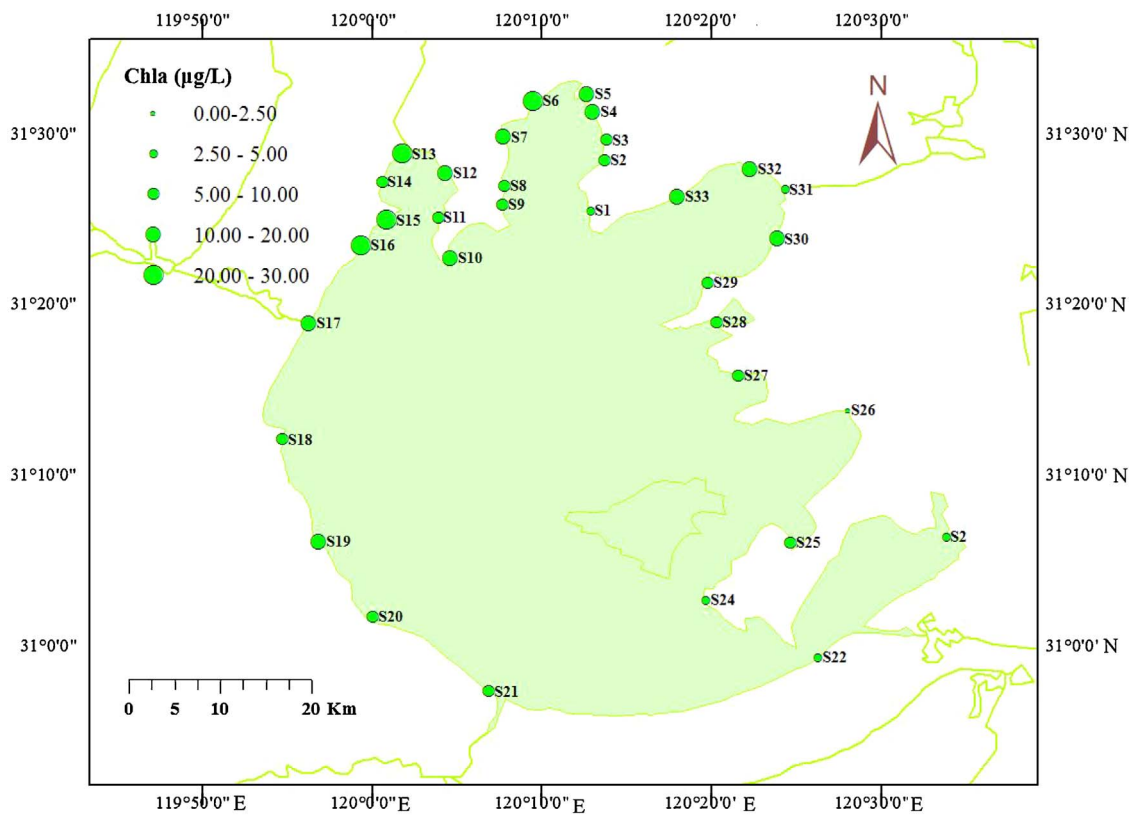 119°50'0" 120°0'0" 120°10'0" 120°20'0" 120°30'0"
Chla (µg/L)
0.00-2.50
2.50 - 5.00
5.00 - 10.00
10.00 - 20.00
20.00 - 30.00
N
S6
S5
S4
S7
S3
S13
S2
S12
S32
S14
S8
S31
S33
S9
S1
S15
S11
S30
S16
S10
S29
S17
S28
S27
S26
S18
S2
S19
S25
S24
S20
S22
S21
31°30'0" 31°30'0' N
31°20'0" 31°20'0' N
31°10'0" 31°10'0' N
31°0'0" 31°0'0' N
0 5 10 20 Km
119°50'0" E 120°0'0" E 120°10'0" E 120°20'0" E 120°30'0" E